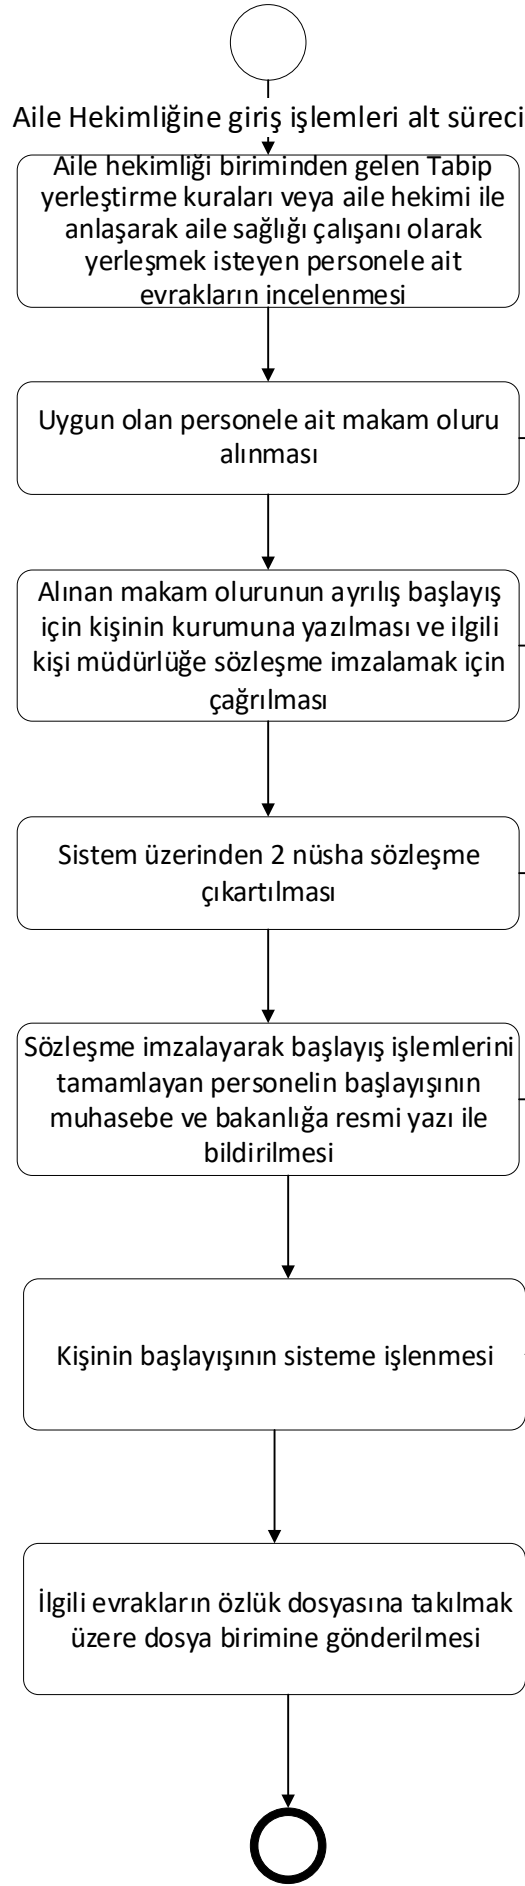 Aile Hekimliğine giriş işlemleri alt süreci
Aile hekimliği biriminden gelen Tabip
yerleştirme kuraları veya aile hekimi ile
anlaşarak aile sağlığı çalışanı olarak
yerleşmek isteyen personele ait
evrakların incelenmesi
Uygun olan personele ait makam oluru
alınması
Alınan makam olurunun ayrılış başlayış
için kişinin kurumuna yazılması ve ilgili
kişi müdürlüğe sözleşme imzalamak için
çağrılması
Sistem üzerinden 2 nüsha sözleşme
çıkartılması
Sözleşme imzalayarak başlayış işlemlerini
tamamlayan personelin başlayışının
muhasebe ve bakanlığa resmi yazı ile
bildirilmesi
Kişinin başlayışının sisteme işlenmesi
İlgili evrakların özlük dosyasına takılmak
üzere dosya birimine gönderilmesi